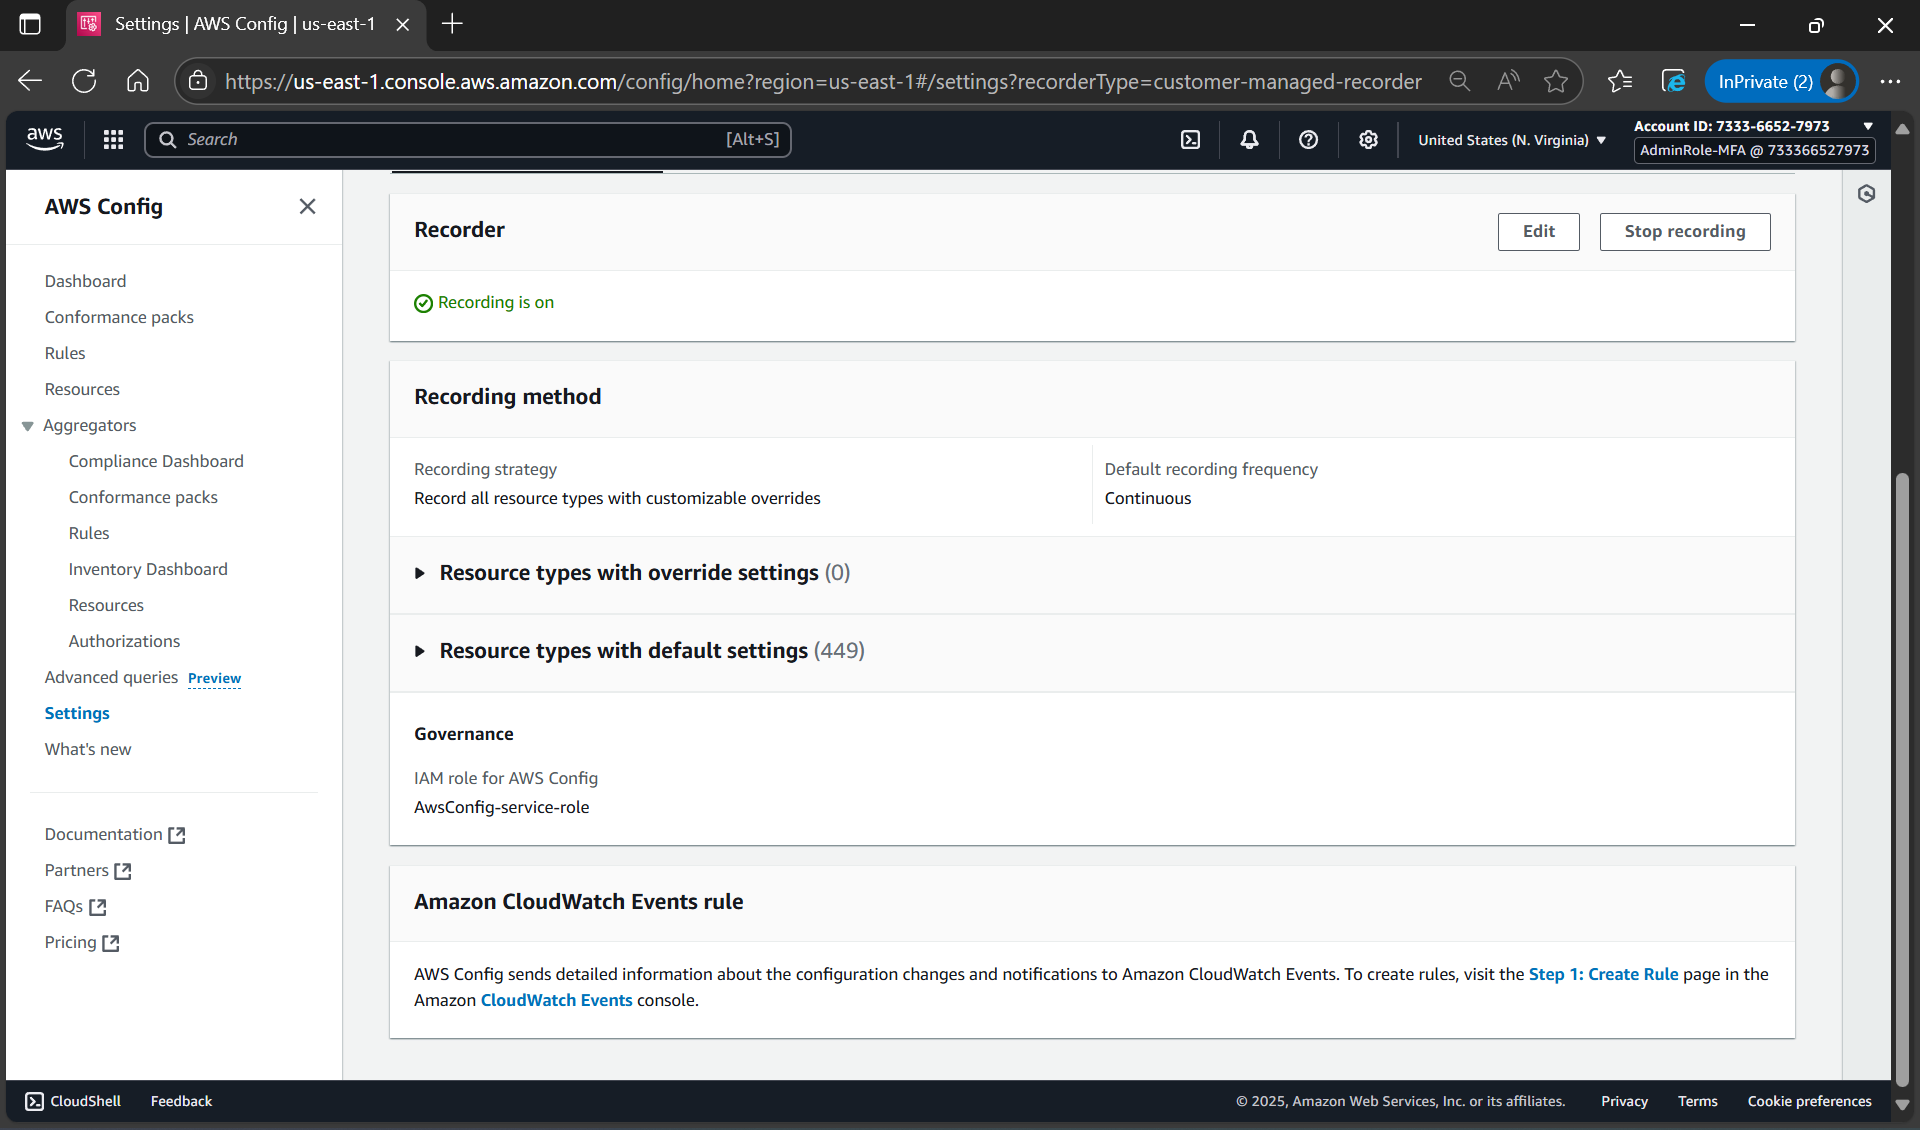 Settings | AWS Config | us-east-1
https://us-east-1.console.aws.amazon.com/config/home?region=us-east-1#/settings?recorderType=customer-managed-recorder
InPrivate (2)
aws
Search
[Alt+S]
United States (N. Virginia)
Account ID: 7333-6652-7973
AdminRole-MFA @ 733366527973
AWS Config
Dashboard
Conformance packs
Rules
Resources
Aggregators
Compliance Dashboard
Conformance packs
Rules
Inventory Dashboard
Resources
Authorizations
Advanced queries Preview
Settings
What's new
Documentation
Partners
FAQs
Pricing
Recorder
Edit
Stop recording
Recording is on
Recording method
Recording strategy
Record all resource types with customizable overrides
Default recording frequency
Continuous
Resource types with override settings (0)
Resource types with default settings (449)
Governance
IAM role for AWS Config
AwsConfig-service-role
Amazon CloudWatch Events rule
AWS Config sends detailed information about the configuration changes and notifications to Amazon CloudWatch Events. To create rules, visit the Step 1: Create Rule page in the
Amazon CloudWatch Events console.
CloudShell
Feedback
© 2025, Amazon Web Services, Inc. or its affiliates.
Privacy
Terms
Cookie preferences